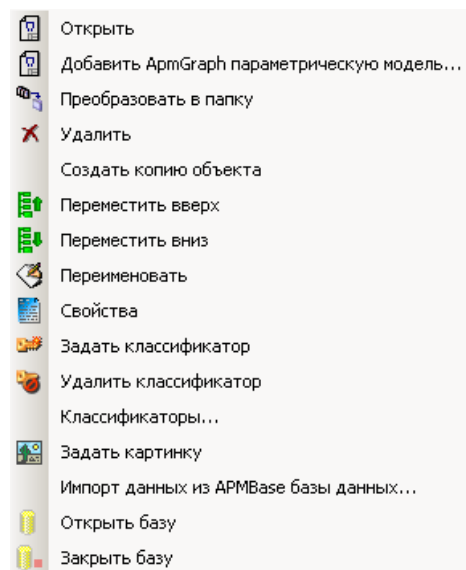 Открыть
Добавить ApmGraph параметрическую модель...
Преобразовать в папку
Удалить
Создать копию объекта
Переместить вверх
Переместить вниз
Переименовать
Свойства
Задать классификатор
Удалить классификатор
Классификаторы...
Задать картинку
Импорт данных из APMBase базы данных...
Открыть базу
Закрыть базу